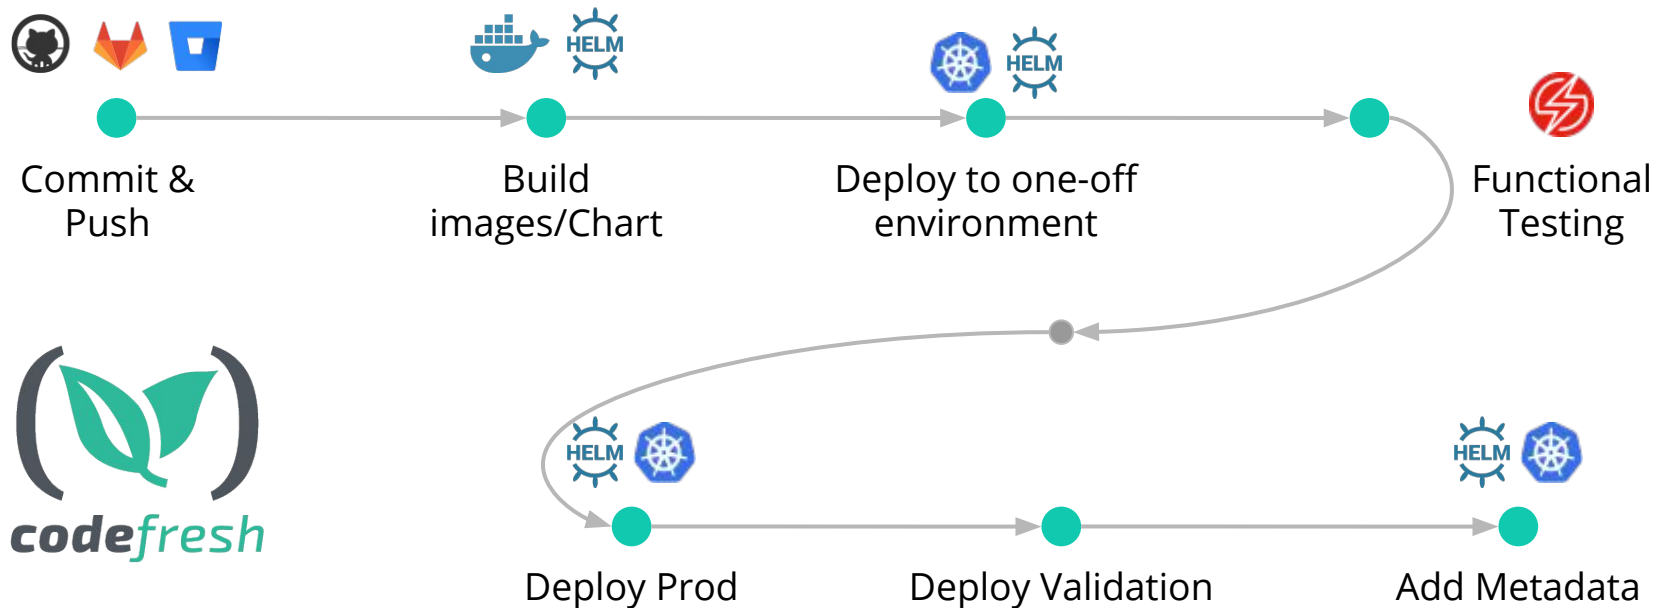 HELM
HELM
Commit &
Push
Build
images/Chart
Deploy to one-off
environment
Functional
Testing
HELM
HELM
codefresh
Deploy Prod
Deploy Validation
Add Metadata